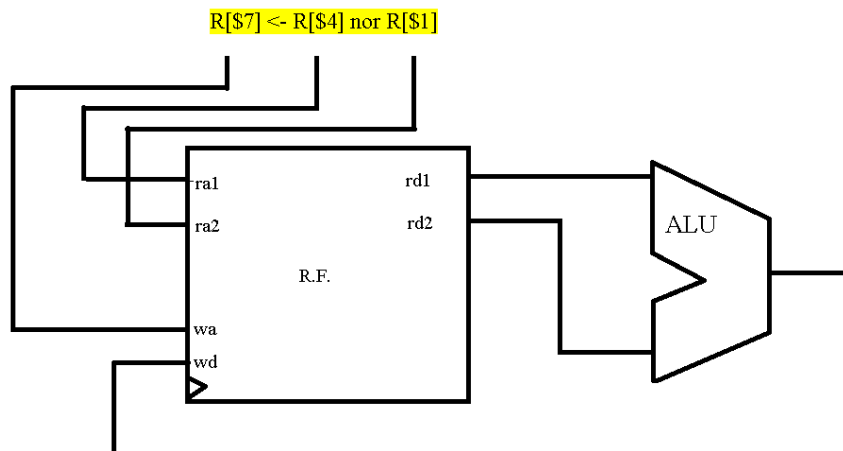 R[$7] <- R[$4] nor R[$1]
ra1
rd1
ra2
rd2
ALU
R.F.
wa
wd